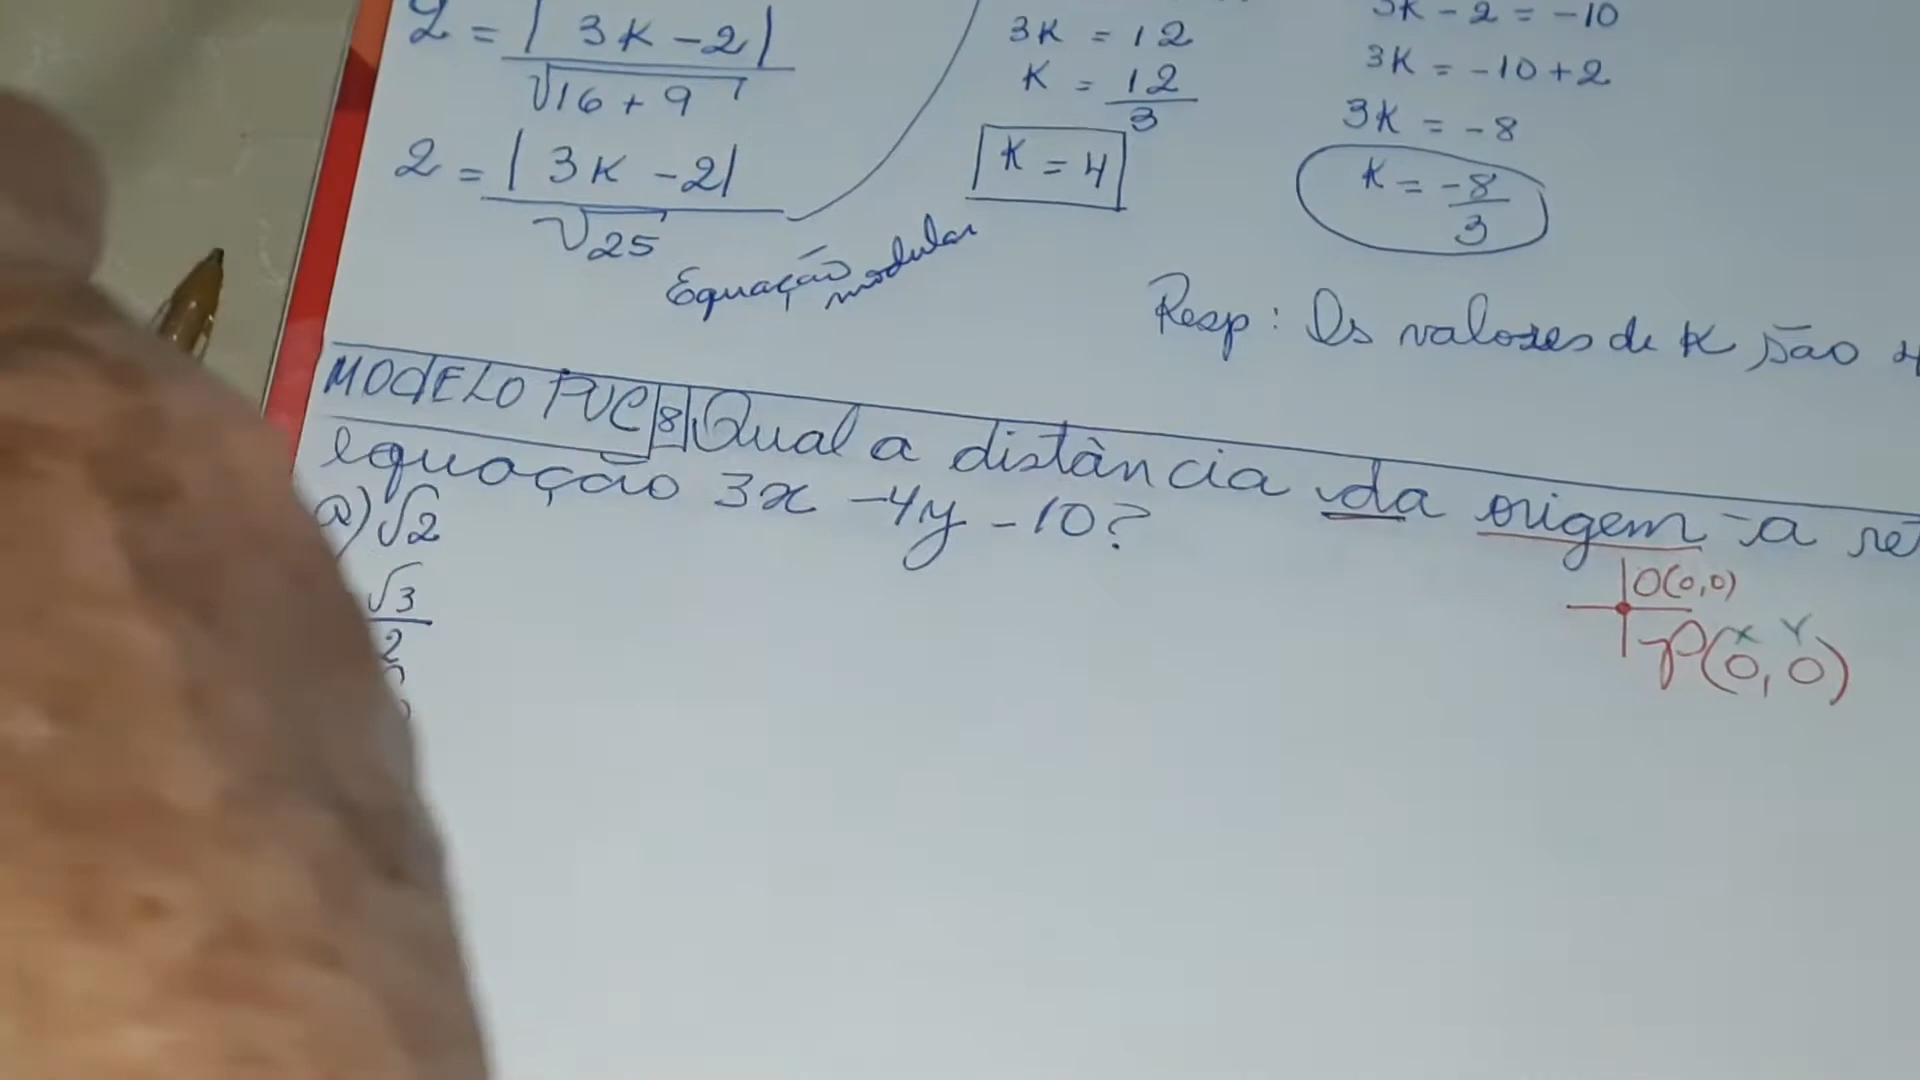 2 = | 3K - 2|
√16 + 9
2 = | 3K - 2|
√25
Equação
modular
3K = 12
K = 12
3
K = 4
3K - 2 = -10
3K = -10 + 2
3K = -8
K = -8
3
Resp: Os valores de K são 4
MODELO PUC 8 Qual a distância da origem a re
equação 3x - 4y - 10?
a) √2
√3
2
O(0,0)
x y
P(0, 0)